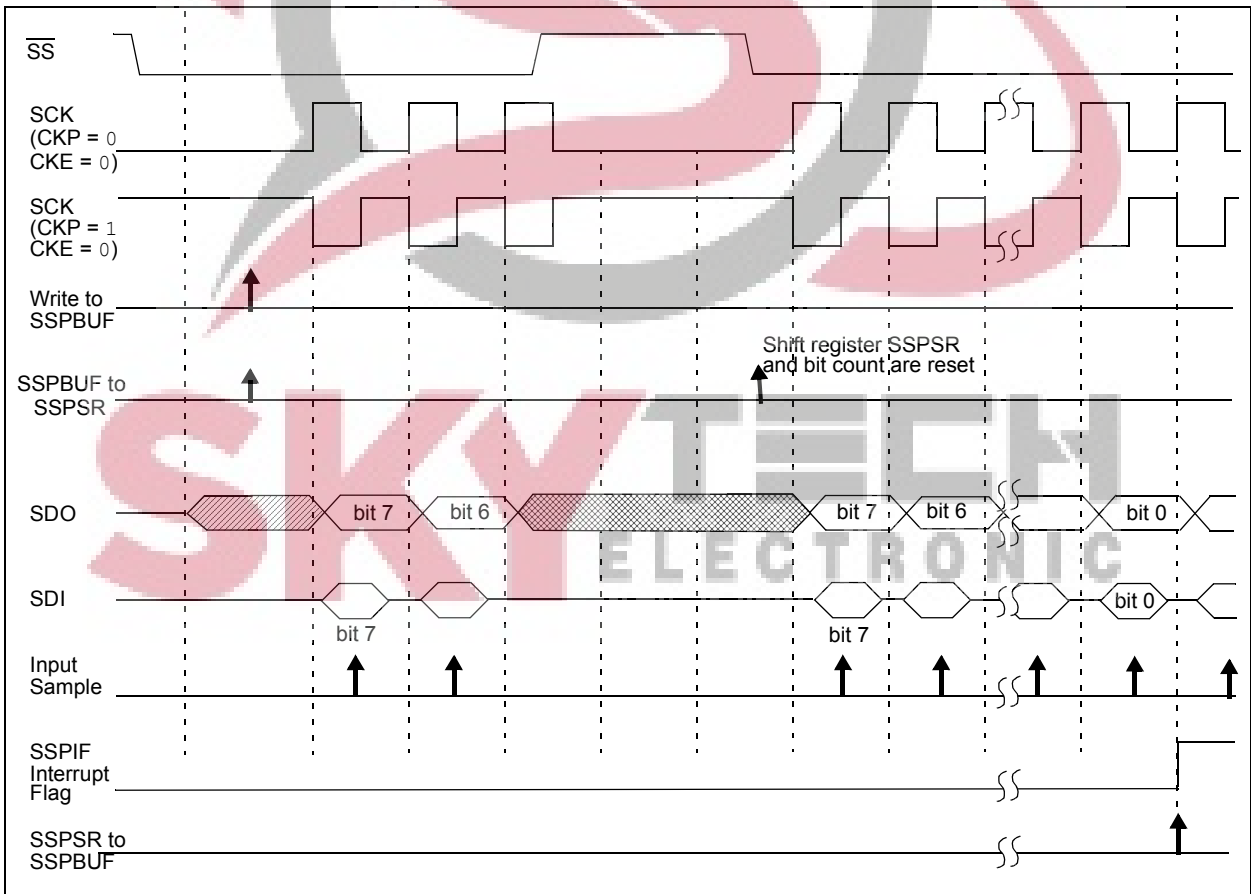 SS
SCK
(CKP = 0
CKE = 0)
SCK
(CKP = 1
CKE = 0)
Write to
SSPBUF
Shift register SSPSR
and bit count are reset
SSPBUF to
SSPSR
SKYTECH
ELECTRONIC
SDO
bit 7
bit 6
bit 7
bit 6
bit 0
SDI
bit 0
bit 7
bit 7
Input
Sample
SSPIF
Interrupt
Flag
SSPSR to
SSPBUF